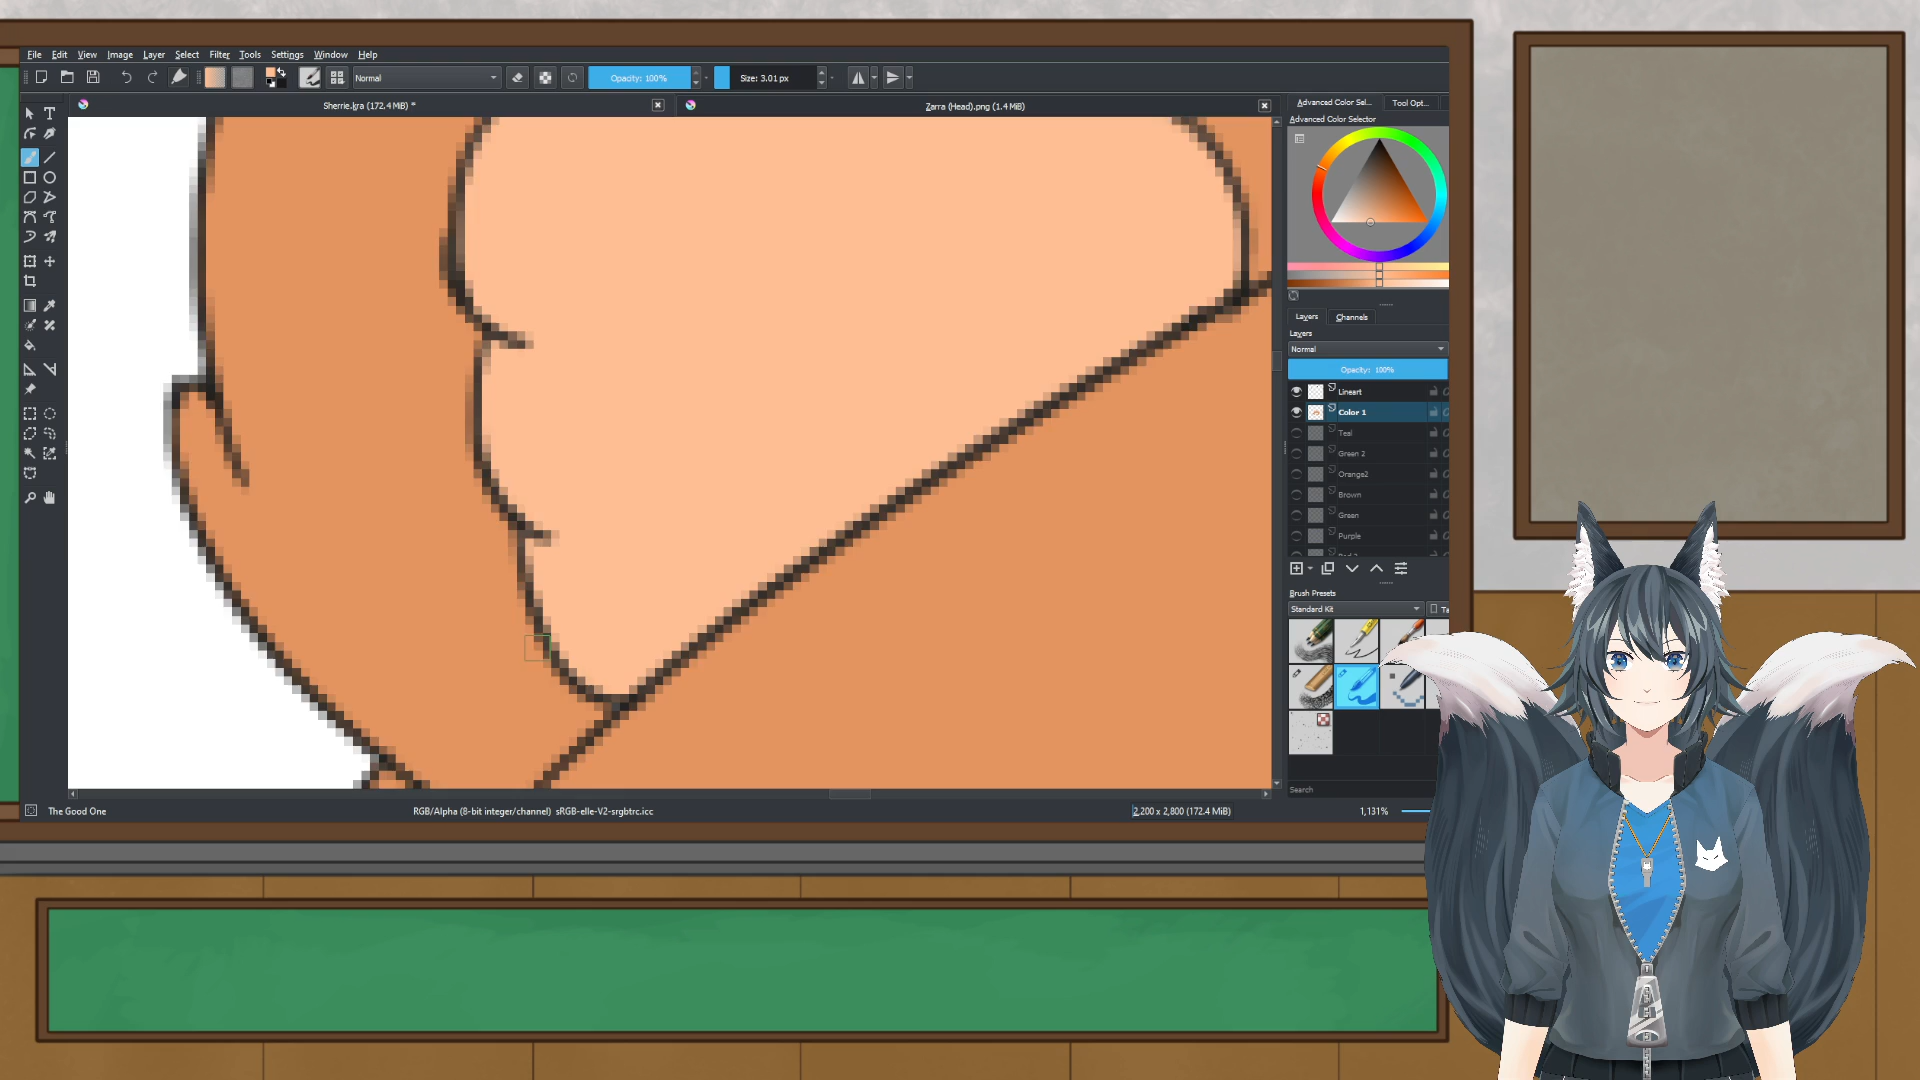 File Edit View Image Layer Select Filter Tools Settings Window Help
Normal
Opacity: 100%
Size: 3.01 px
Sherrie.kra (172.4 MiB) *
Zarra (Head).png (1.4 MiB)
Advanced Color Sel... Tool Opt...
Advanced Color Selector
Layers Channels
Layers
Normal
Opacity: 100%
Lineart
Color 1
Teal
Green 2
Orange2
Brown
Green
Purple
Brush Presets
Standard Kit
Ta
Search
The Good One
RGB/Alpha (8-bit integer/channel) sRGB-elle-V2-srgbtrc.icc
2,200 x 2,800 (172.4 MiB)
1,131%